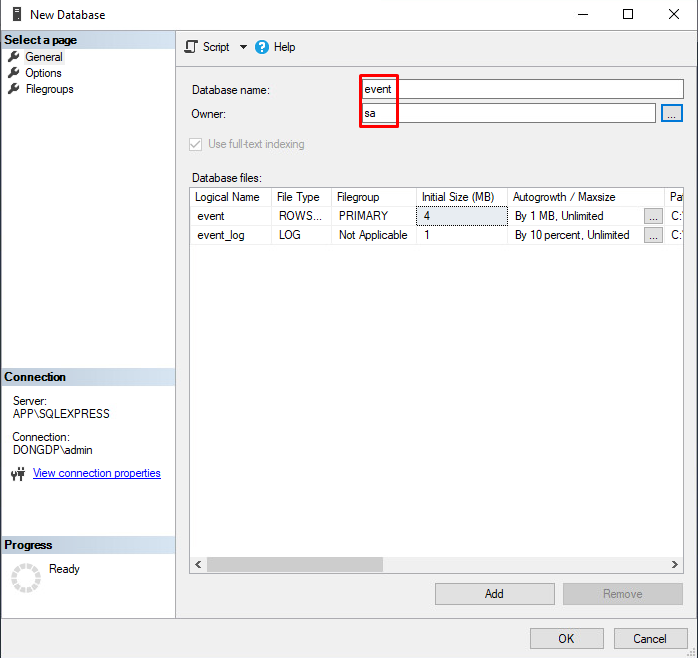 New Database
Select a page
General
Options
Filegroups
Script
Help
Database name:
event
Owner:
sa
...
Use full-text indexing
Database files:
Logical Name File Type Filegroup Initial Size (MB) Autogrowth / Maxsize Pa
event ROWS... PRIMARY 4 By 1 MB, Unlimited ... C:\
event_log LOG Not Applicable 1 By 10 percent, Unlimited ... C:\
Add
Remove
Connection
Server:
APP\SQLEXPRESS
Connection:
DONGDP\admin
View connection properties
Progress
Ready
OK
Cancel